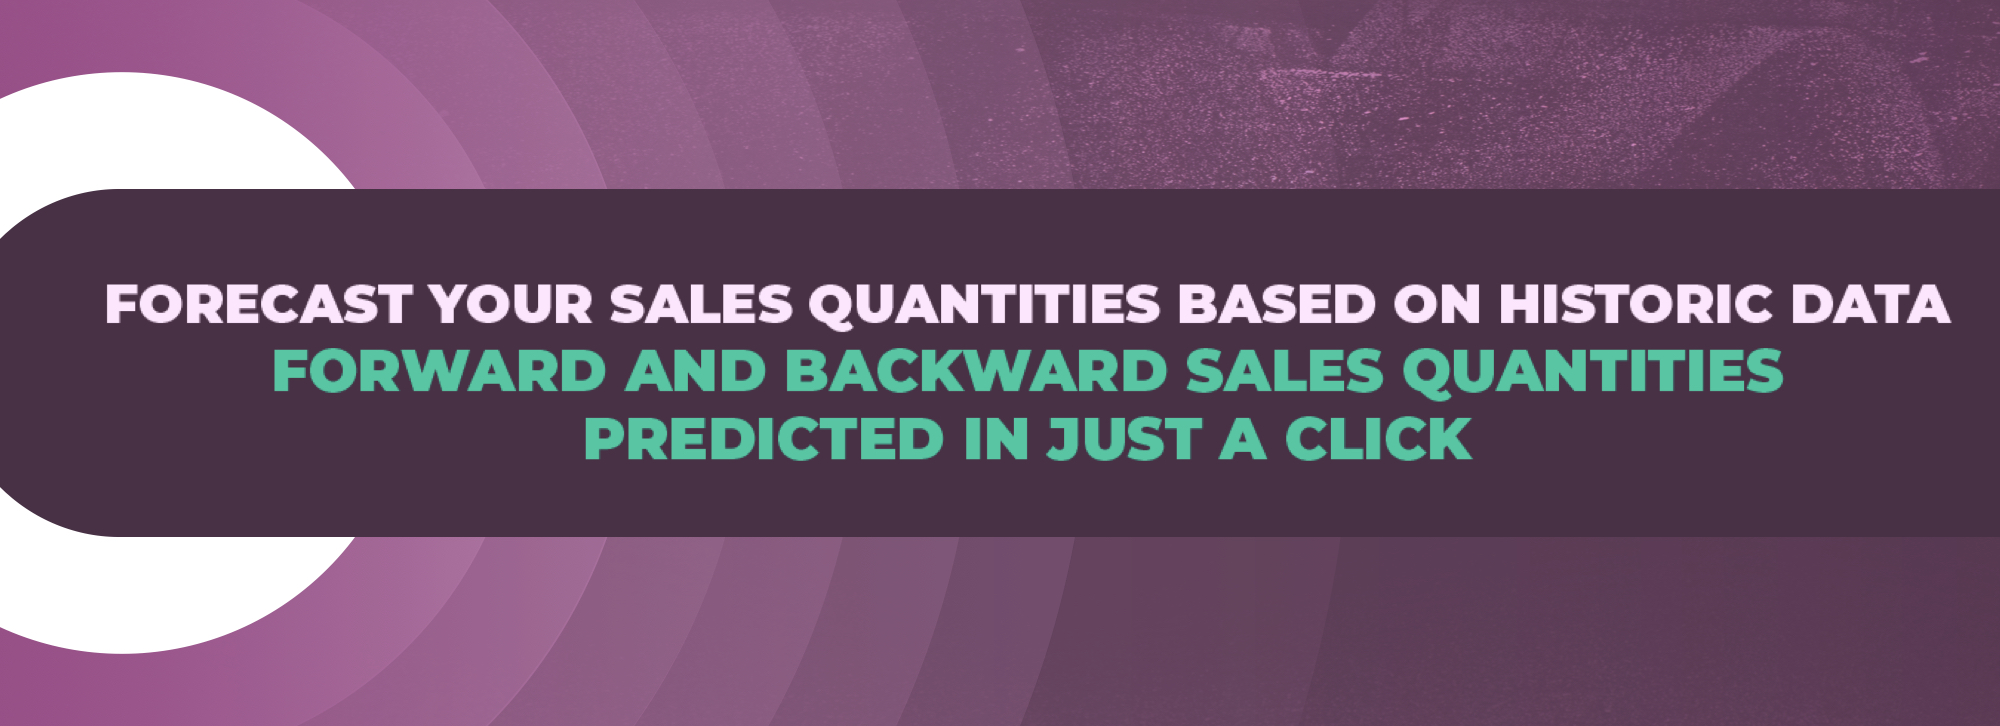 FORECAST YOUR SALES QUANTITIES BASED ON HISTORIC DATA
FORWARD AND BACKWARD SALES QUANTITIES
PREDICTED IN JUST A CLICK